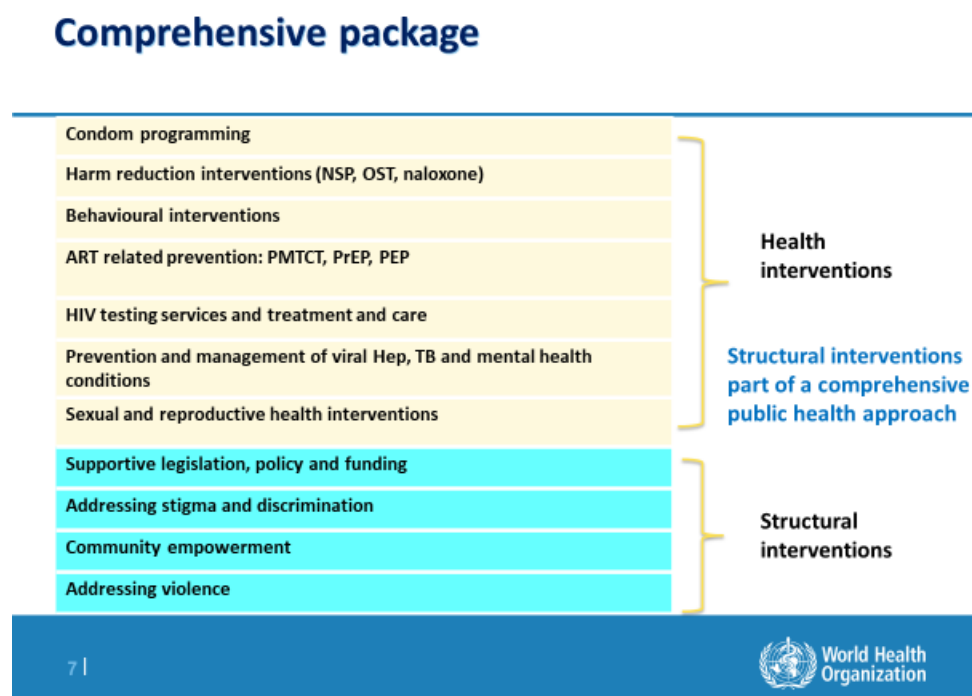 Comprehensive package
Condom programming
Harm reduction interventions (NSP, OST, naloxone)
Behavioural interventions
ART related prevention: PMTCT, PrEP, PEP
HIV testing services and treatment and care
Prevention and management of viral Hep, TB and mental health
conditions
Sexual and reproductive health interventions
Health
interventions
Structural interventions
part of a comprehensive
public health approach
Supportive legislation, policy and funding
Addressing stigma and discrimination
Community empowerment
Addressing violence
Structural
interventions
7 |
World Health
Organization